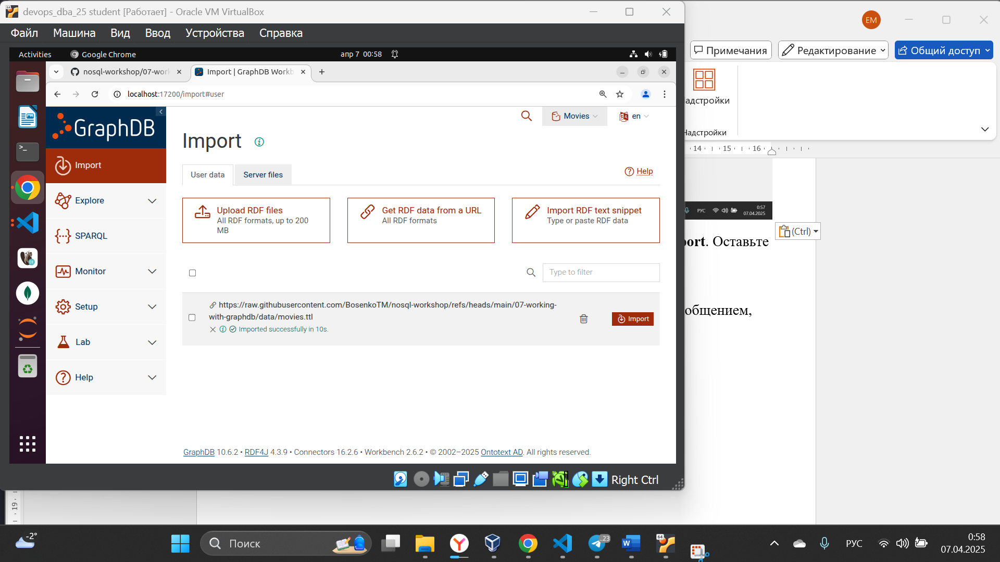 devops_dba_25 student [Работает] - Oracle VM VirtualBox
Файл Машина Вид Ввод Устройства Справка
Activities Google Chrome апр 7 00:58
nosql-workshop/07-work Import | GraphDB Workb
localhost:17200/import#user
GraphDB
Movies en
Import
Import
Explore
SPARQL
Monitor
Setup
Lab
Help
User data Server files Help
Upload RDF files
All RDF formats, up to 200
MB
Get RDF data from a URL
All RDF formats
Import RDF text snippet
Type or paste RDF data
Type to filter
https://raw.githubusercontent.com/BosenkoTM/nosql-workshop/refs/heads/main/07-working-
with-graphdb/data/movies.ttl
Imported successfully in 10s.
Import
GraphDB 10.6.2 • RDF4J 4.3.9 • Connectors 16.2.6 • Workbench 2.6.2 • © 2002–2025 Ontotext AD. All rights reserved.
Right Ctrl
EM
Примечания Редактирование Общий доступ
адстройки
Надстройки
14 15 16
РУС 0:57
07.04.2025
(Ctrl)
port. Оставьте
общением,
19
-2°
Поиск
64
..23
РУС
0:58
07.04.2025